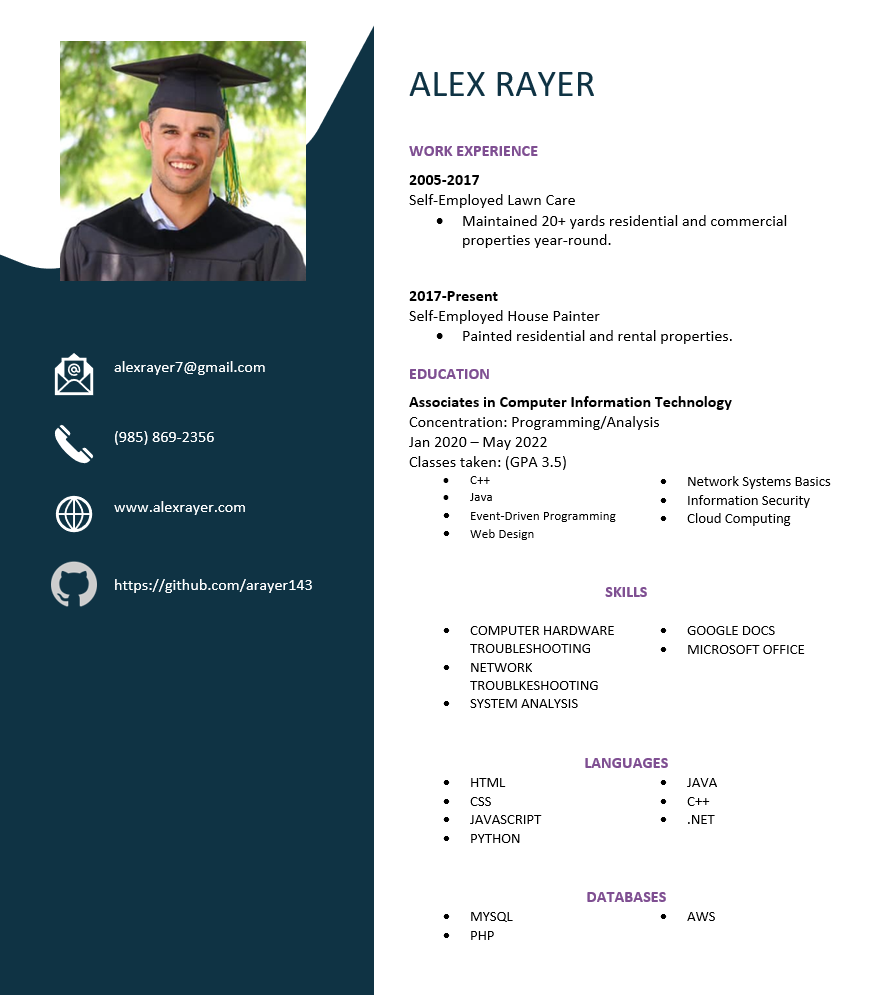 ALEX RAYER
alexrayer7@gmail.com
(985) 869-2356
www.alexrayer.com
https://github.com/arayer143
WORK EXPERIENCE
2005-2017
Self-Employed Lawn Care
• Maintained 20+ yards residential and commercial
properties year-round.
2017-Present
Self-Employed House Painter
• Painted residential and rental properties.
EDUCATION
Associates in Computer Information Technology
Concentration: Programming/Analysis
Jan 2020 – May 2022
Classes taken: (GPA 3.5)
• C++
• Java
• Event-Driven Programming
• Web Design
• Network Systems Basics
• Information Security
• Cloud Computing
SKILLS
• COMPUTER HARDWARE
TROUBLESHOOTING
• NETWORK
TROUBLKESHOOTING
• SYSTEM ANALYSIS
• GOOGLE DOCS
• MICROSOFT OFFICE
LANGUAGES
• HTML
• CSS
• JAVASCRIPT
• PYTHON
• JAVA
• C++
• .NET
DATABASES
• MYSQL
• PHP
• AWS